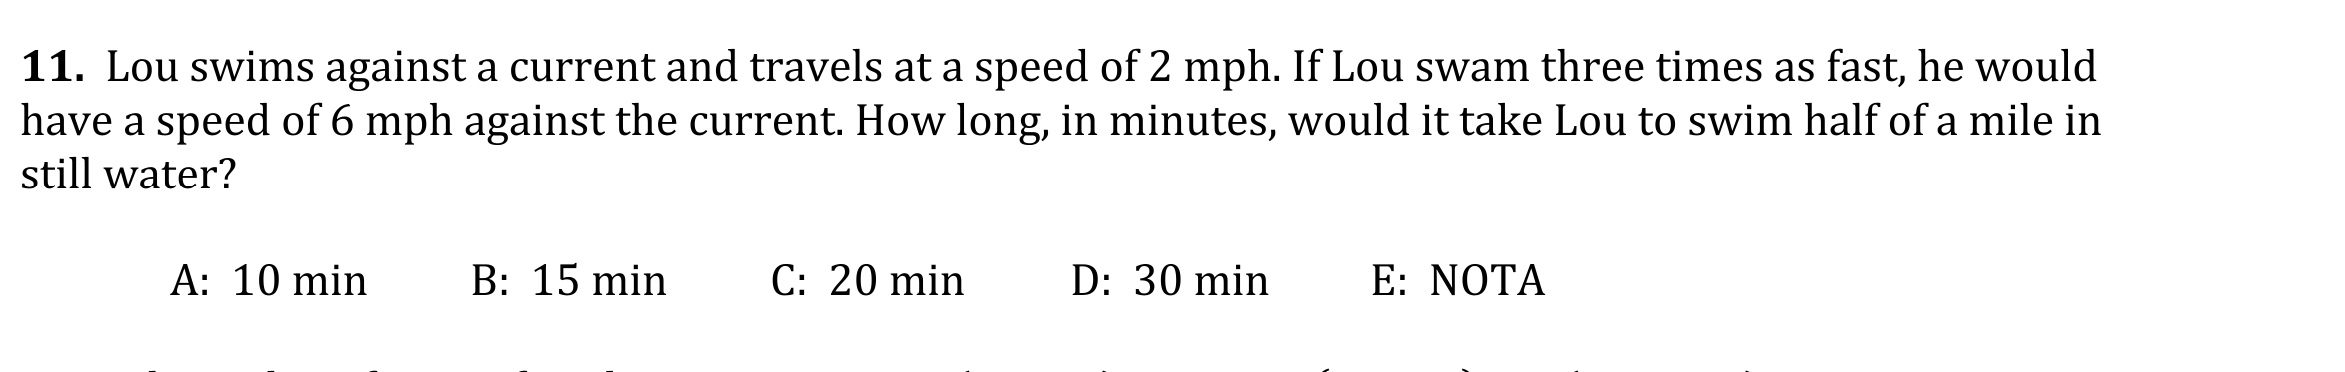 11. Lou swims against a current and travels at a speed of 2 mph. If Lou swam three times as fast, he would
have a speed of 6 mph against the current. How long, in minutes, would it take Lou to swim half of a mile in
still water?
A: 10 min B: 15 min C: 20 min D: 30 min E: NOTA